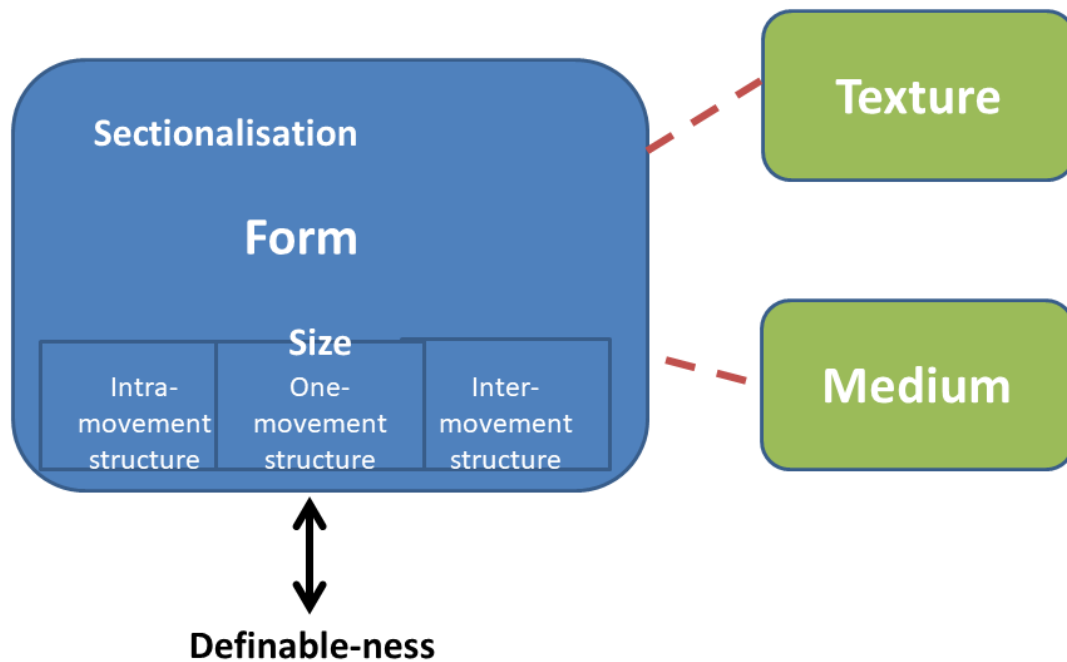 Texture
Sectionalisation
Form
Size
Intra-
movement
structure
One-
movement
structure
Inter-
movement
structure
Medium
Definable-ness